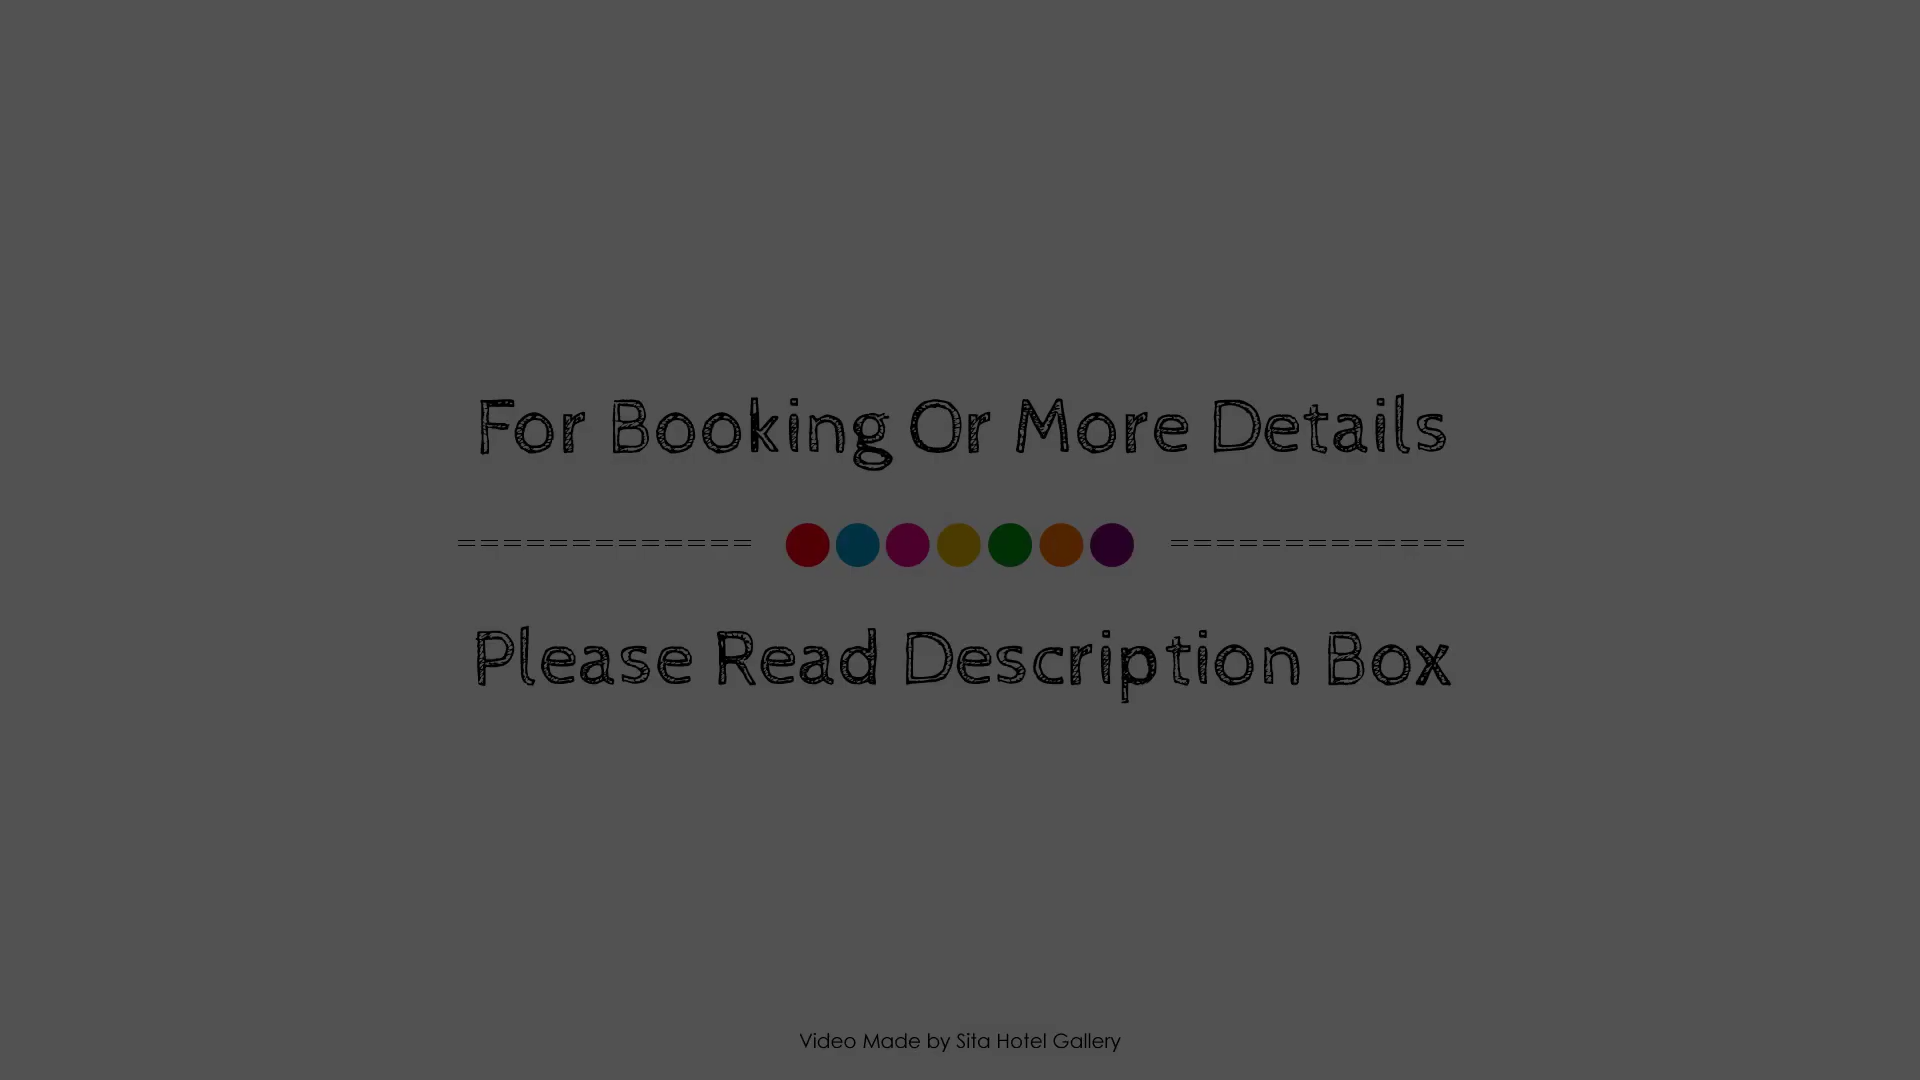 For Booking Or More Details
============= =============
Please Read Description Box
Video Made by Sita Hotel Gallery